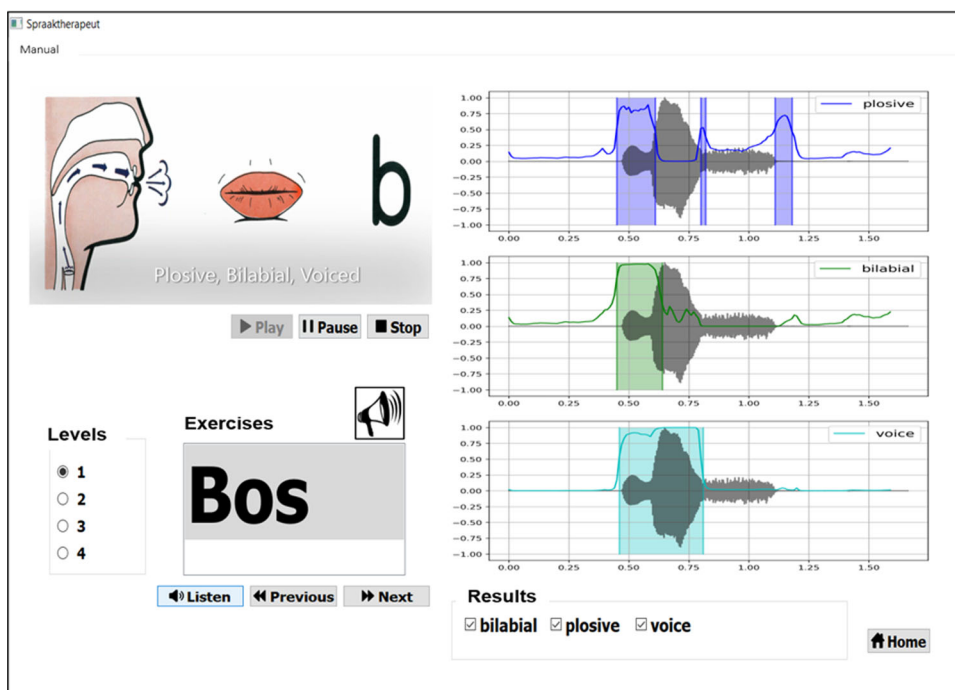 Spraaktherapeut
Manual
b
Plosive, Bilabial, Voiced
Play Pause Stop
Levels
1
2
3
4
Exercises
Bos
Listen Previous Next
plosive
1.00
0.75
0.50
0.25
0.00
−0.25
−0.50
−0.75
−1.00
0.00 0.25 0.50 0.75 1.00 1.25 1.50
bilabial
1.00
0.75
0.50
0.25
0.00
−0.25
−0.50
−0.75
−1.00
0.00 0.25 0.50 0.75 1.00 1.25 1.50
voice
1.00
0.75
0.50
0.25
0.00
−0.25
−0.50
−0.75
−1.00
0.00 0.25 0.50 0.75 1.00 1.25 1.50
Results
bilabial plosive voice
Home